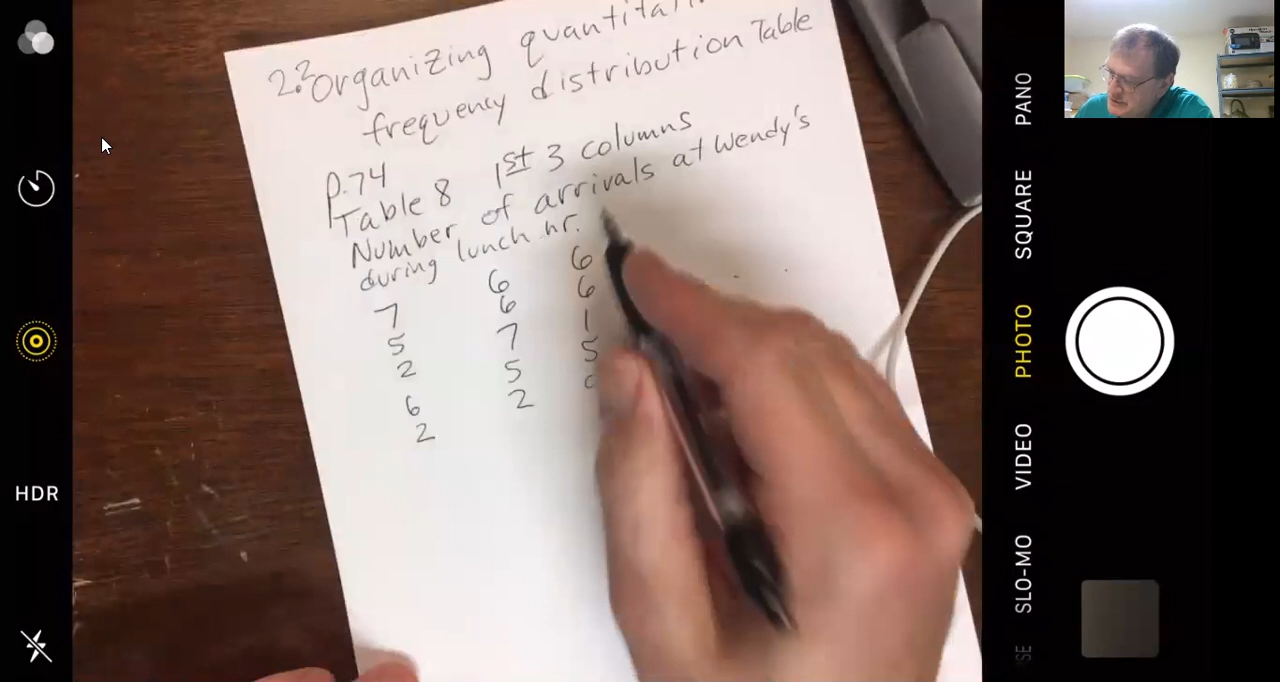 2.2 Organizing
frequency distribution Table
p.74
Table 8 1st 3 columns
Number of arrivals at Wendy's
during lunch hr.
7 6 6
5 6 6
2 7 1
6 5 5
2 2
HDR
PANO
SQUARE
PHOTO
VIDEO
SLO-MO